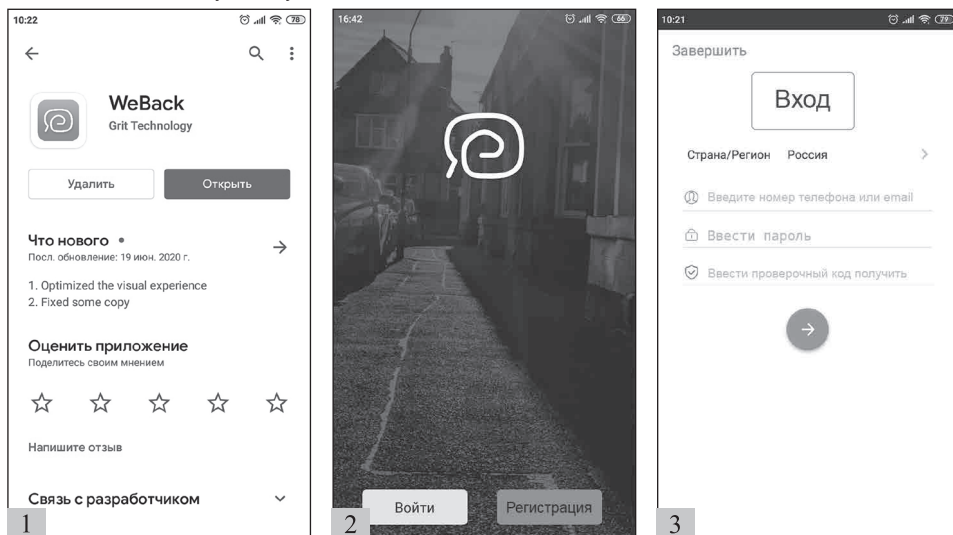 10:22
78
WeBack
Grit Technology
Удалить
Открыть
Что нового •
Посл. обновление: 19 июн. 2020 г.
1. Optimized the visual experience
2. Fixed some copy
Оценить приложение
Поделитесь своим мнением
Напишите отзыв
Связь с разработчиком
1
16:42
66
Войти
Регистрация
2
10:21
79
Завершить
Вход
Страна/Регион Россия
Введите номер телефона или email
Ввести пароль
Ввести проверочный код получить
3